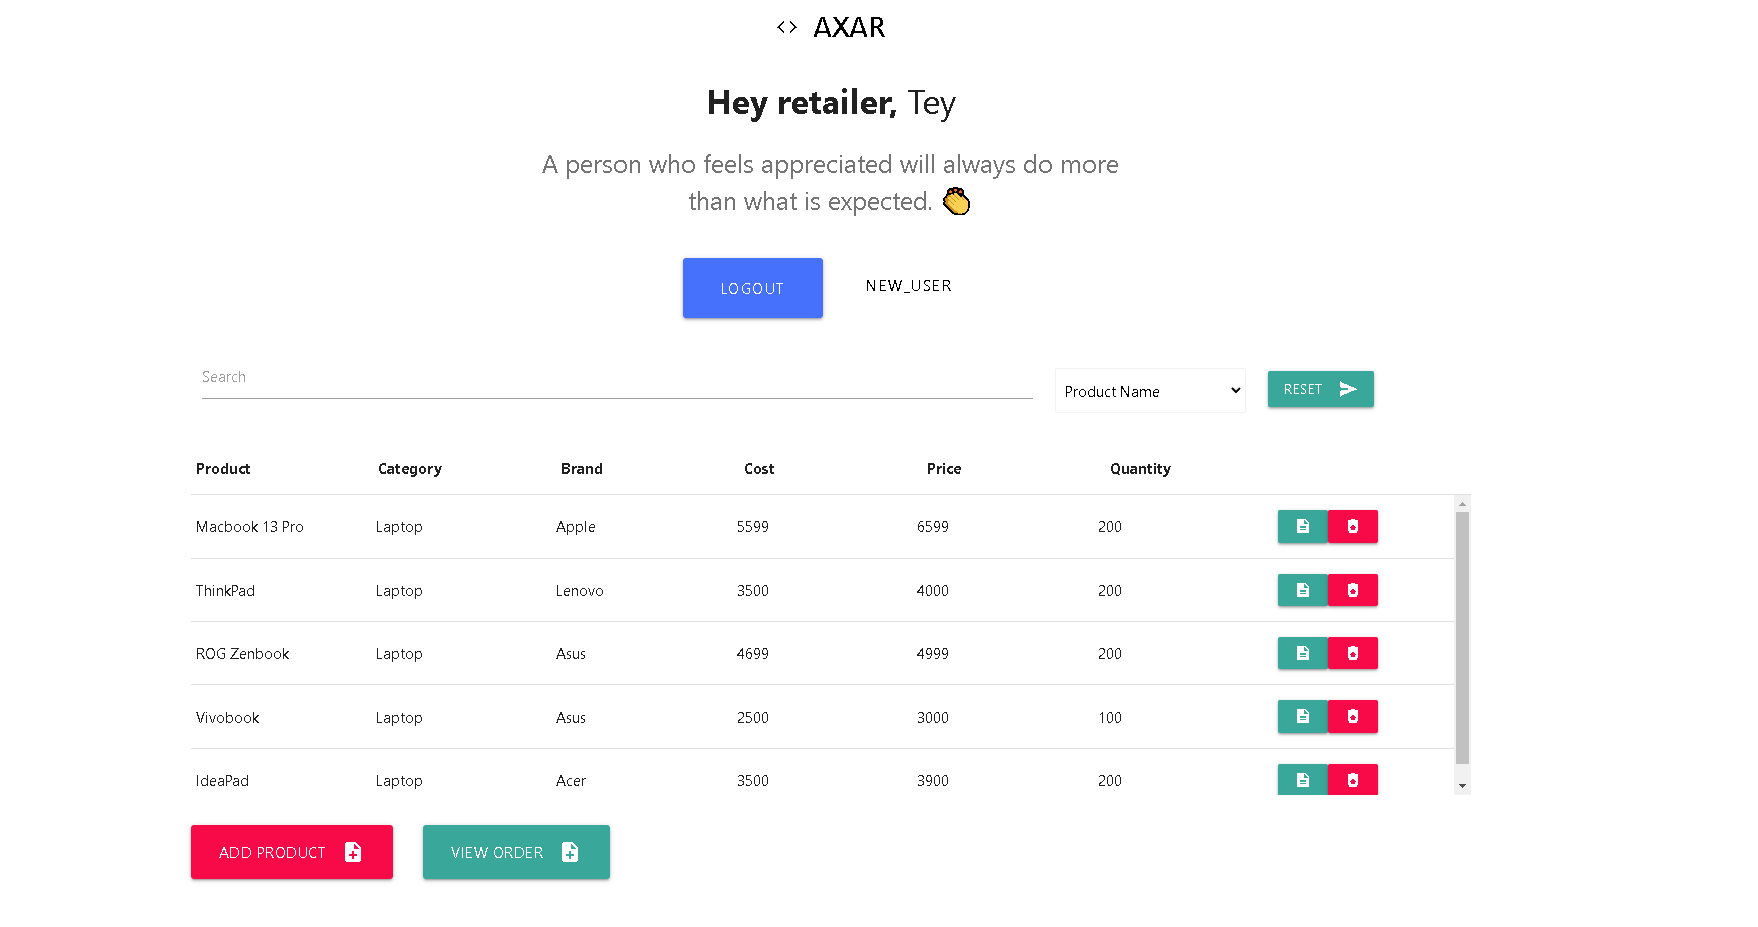 <> AXAR
Hey retailer, Tey
A person who feels appreciated will always do more
than what is expected. 👏
LOGOUT NEW_USER
Search Product Name RESET
Product Category Brand Cost Price Quantity
Macbook 13 Pro Laptop Apple 5599 6599 200
ThinkPad Laptop Lenovo 3500 4000 200
ROG Zenbook Laptop Asus 4699 4999 200
Vivobook Laptop Asus 2500 3000 100
IdeaPad Laptop Acer 3500 3900 200
ADD PRODUCT VIEW ORDER